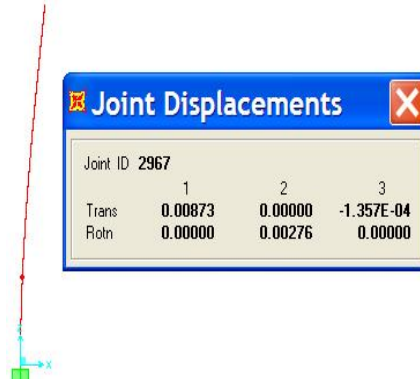 Joint Displacements
Joint ID 2967
1 2 3
Trans 0.00873 0.00000 -1.357E-04
Rotn 0.00000 0.00276 0.00000
x